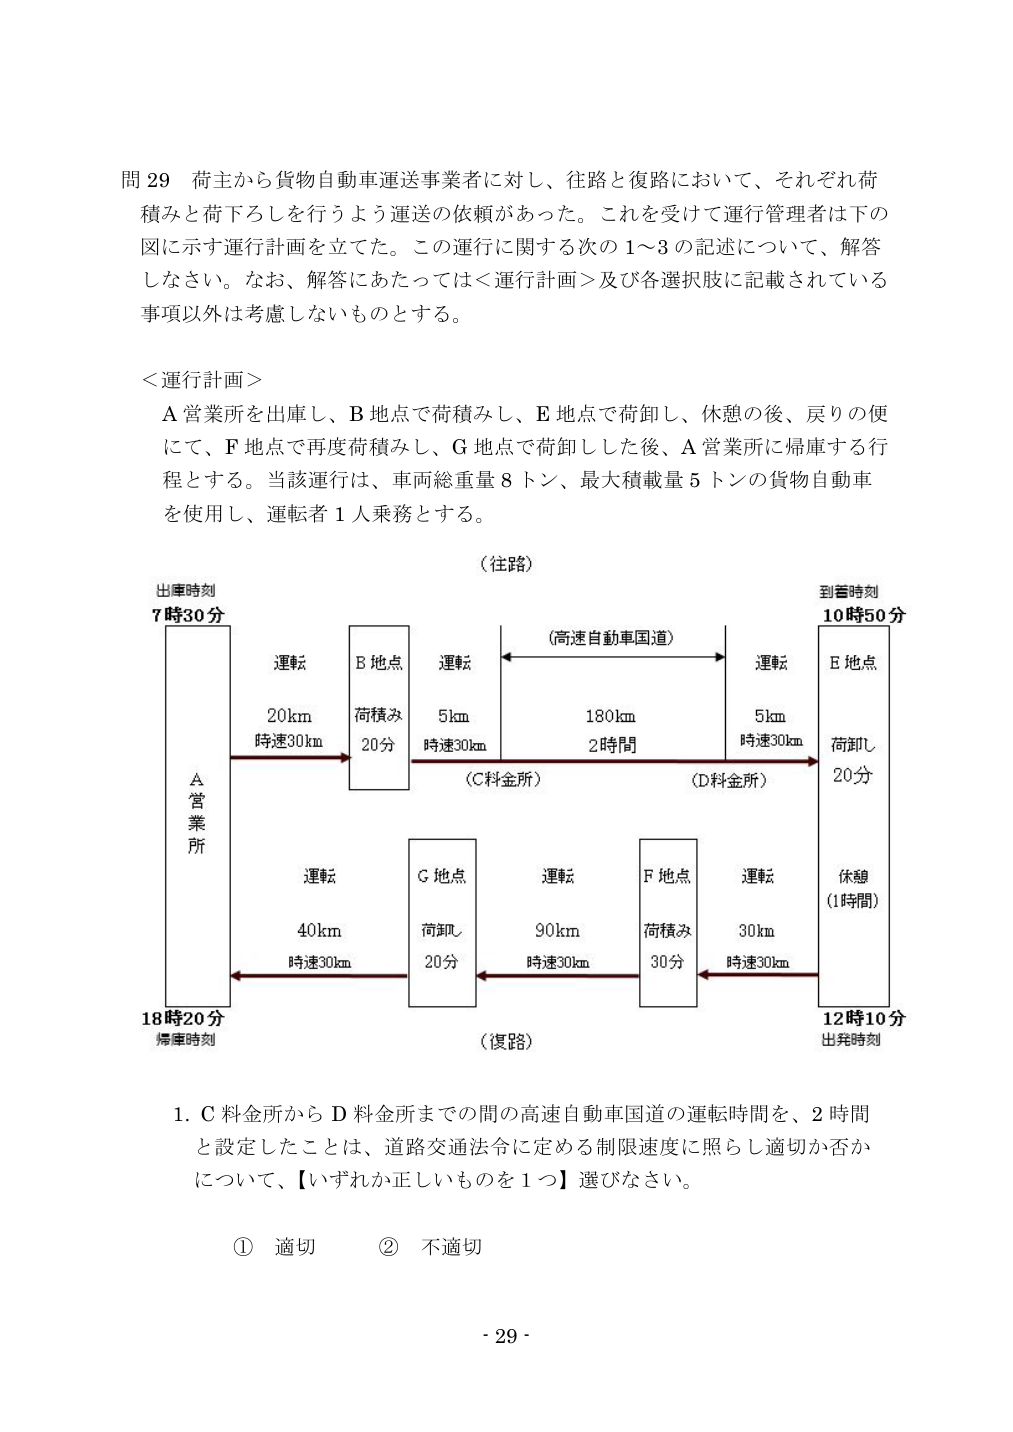 問 29　荷主から貨物自動車運送事業者に対し、往路と復路において、それぞれ荷
積みと荷下ろしを行うよう運送の依頼があった。これを受けて運行管理者は下の
図に示す運行計画を立てた。この運行に関する次の 1～3 の記述について、解答
しなさい。なお、解答にあたっては＜運行計画＞及び各選択肢に記載されている
事項以外は考慮しないものとする。
＜運行計画＞
A 営業所を出庫し、B 地点で荷積みし、E 地点で荷卸し、休憩の後、戻りの便
にて、F 地点で再度荷積みし、G 地点で荷卸しした後、A 営業所に帰庫する行
程とする。当該運行は、車両総重量 8 トン、最大積載量 5 トンの貨物自動車
を使用し、運転者 1 人乗務とする。
（往路）
出庫時刻
7時30分
到着時刻
10時50分
(高速自動車国道)
運転
B 地点
運転
運転
E 地点
20km
荷積み
5km
180km
5km
時速30km
20分
時速30km
2時間
時速30km
荷卸し
20分
(C料金所)
(D料金所)
A
営
業
所
運転
G 地点
運転
F 地点
運転
休憩
(1時間)
40km
荷卸し
90km
荷積み
30km
時速30km
20分
時速30km
30分
時速30km
18時20分
帰庫時刻
（復路）
12時10分
出発時刻
1. C 料金所から D 料金所までの間の高速自動車国道の運転時間を、2 時間
と設定したことは、道路交通法令に定める制限速度に照らし適切か否か
について、【いずれか正しいものを 1 つ】選びなさい。
①　適切　　　②　不適切
- 29 -